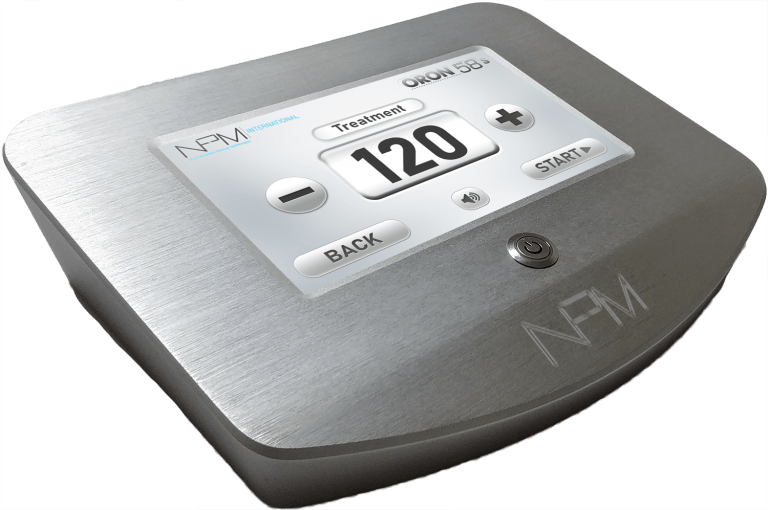 ORON 58s
NPM INTERNATIONAL
Treatment
120
START
BACK
NPM